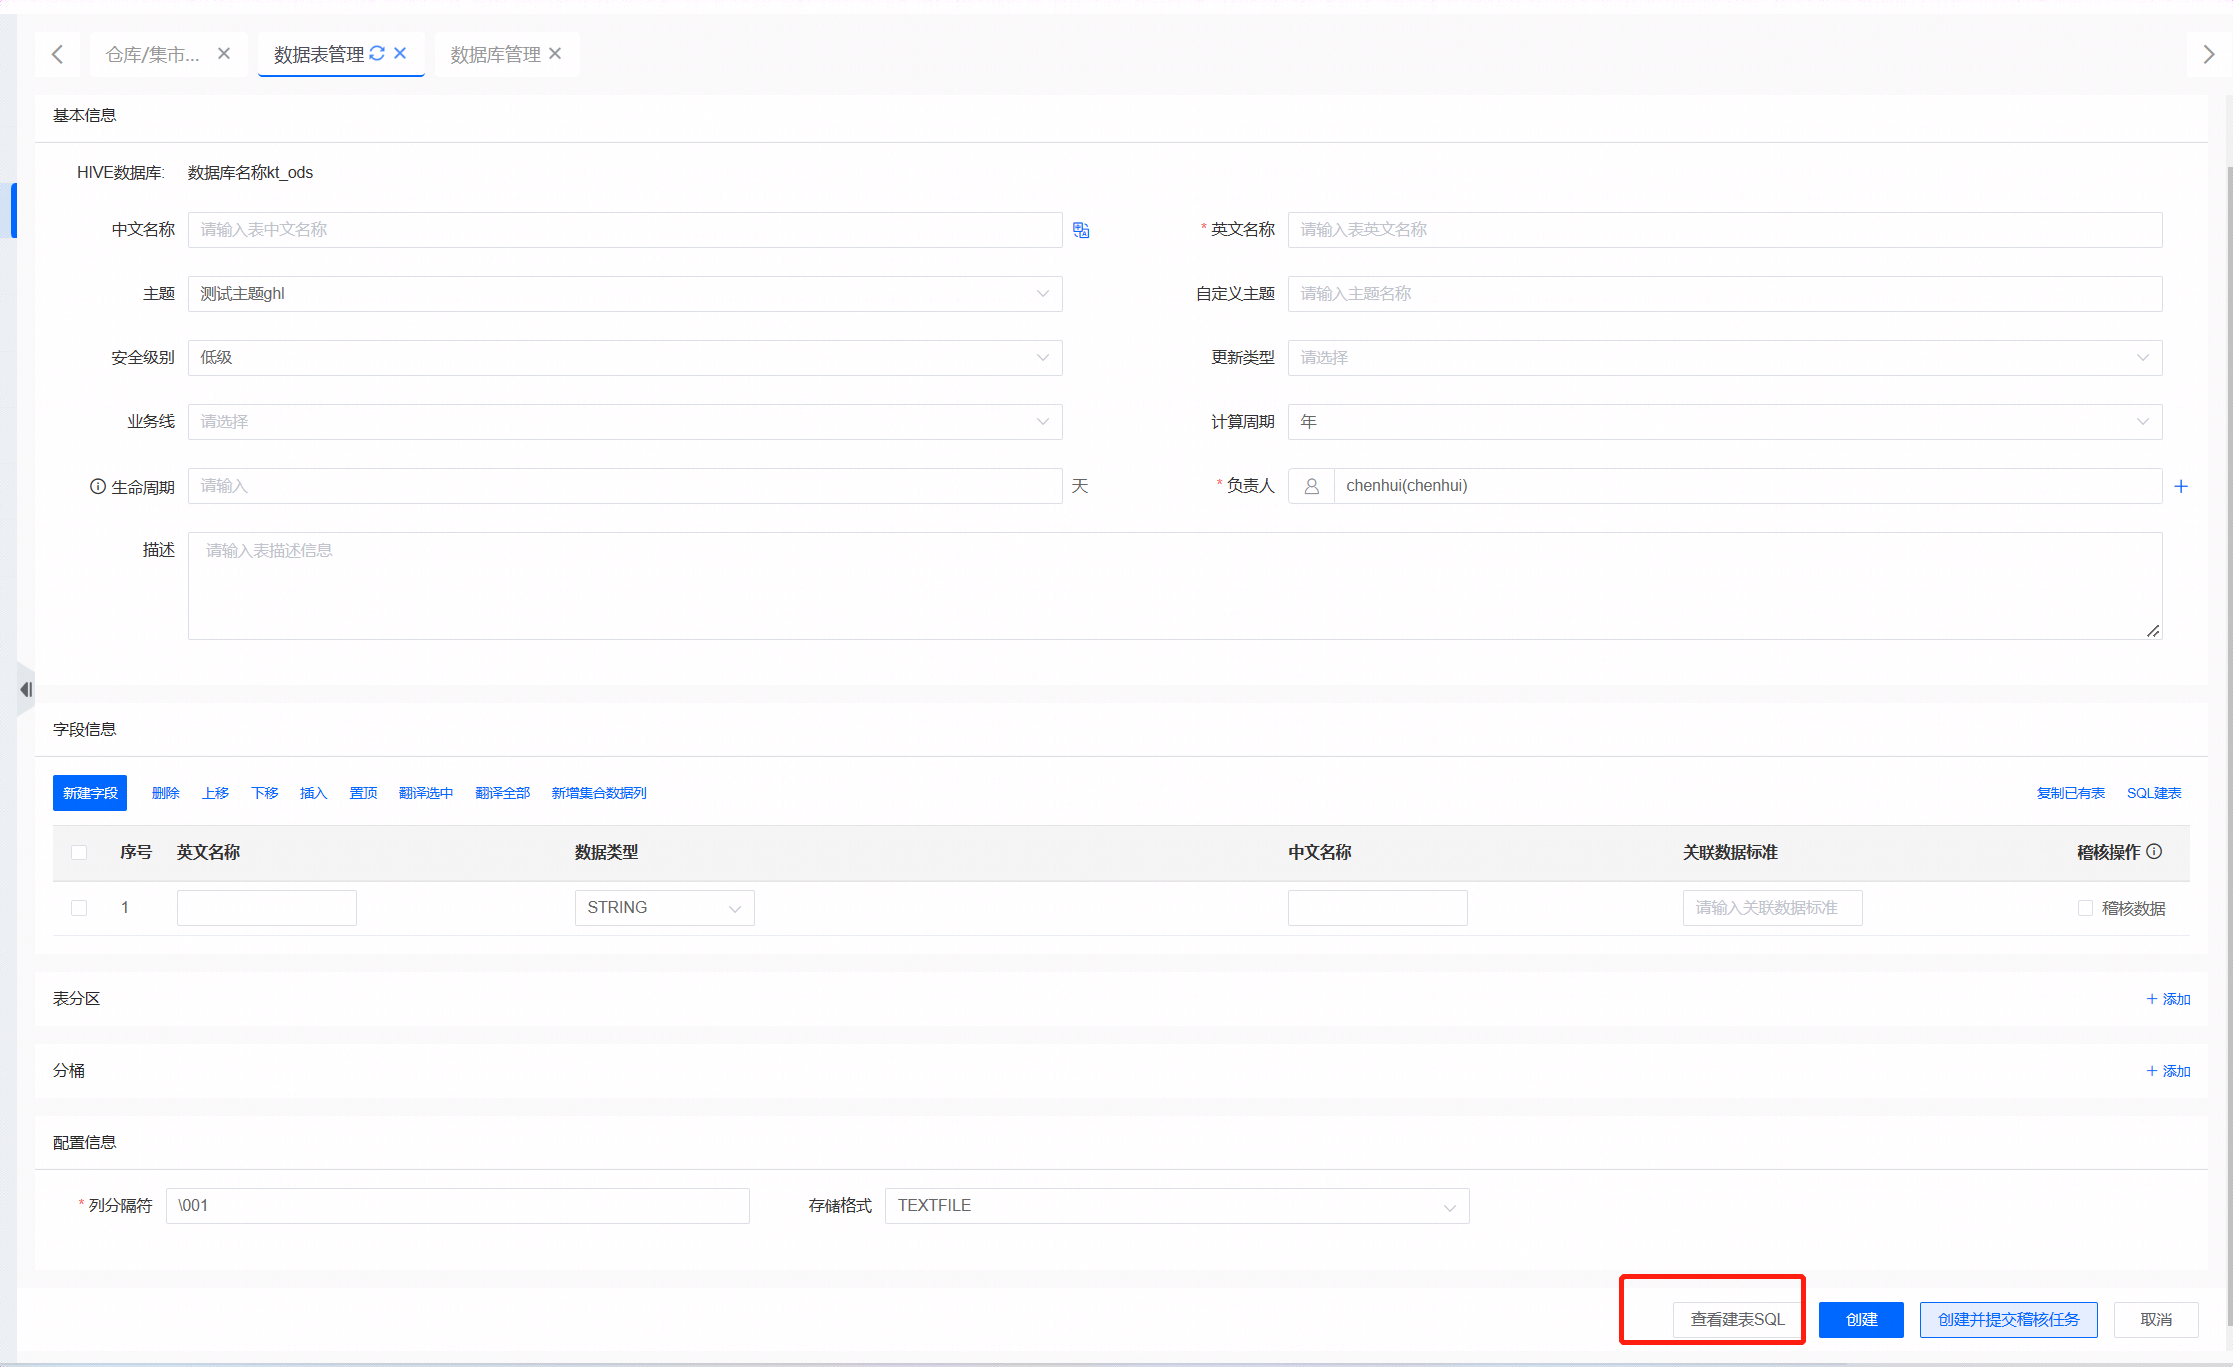 仓库/集市... 数据表管理 数据库管理
基本信息
HIVE数据库: 数据库名称kt_ods
中文名称 请输入表中文名称 * 英文名称 请输入表英文名称
主题 测试主题ghl 自定义主题 请输入主题名称
安全级别 低级 更新类型 请选择
业务线 请选择 计算周期 年
生命周期 请输入 天 * 负责人 chenhui(chenhui) +
描述 请输入表描述信息
字段信息
新建字段 删除 上移 下移 插入 置顶 翻译选中 翻译全部 新增集合数据列 复制已有表 SQL建表
序号 英文名称 数据类型 中文名称 关联数据标准 稽核操作
1 STRING 请输入关联数据标准 稽核数据
表分区 + 添加
分桶 + 添加
配置信息
* 列分隔符 \001 存储格式 TEXTFILE
查看建表SQL 创建 创建并提交稽核任务 取消